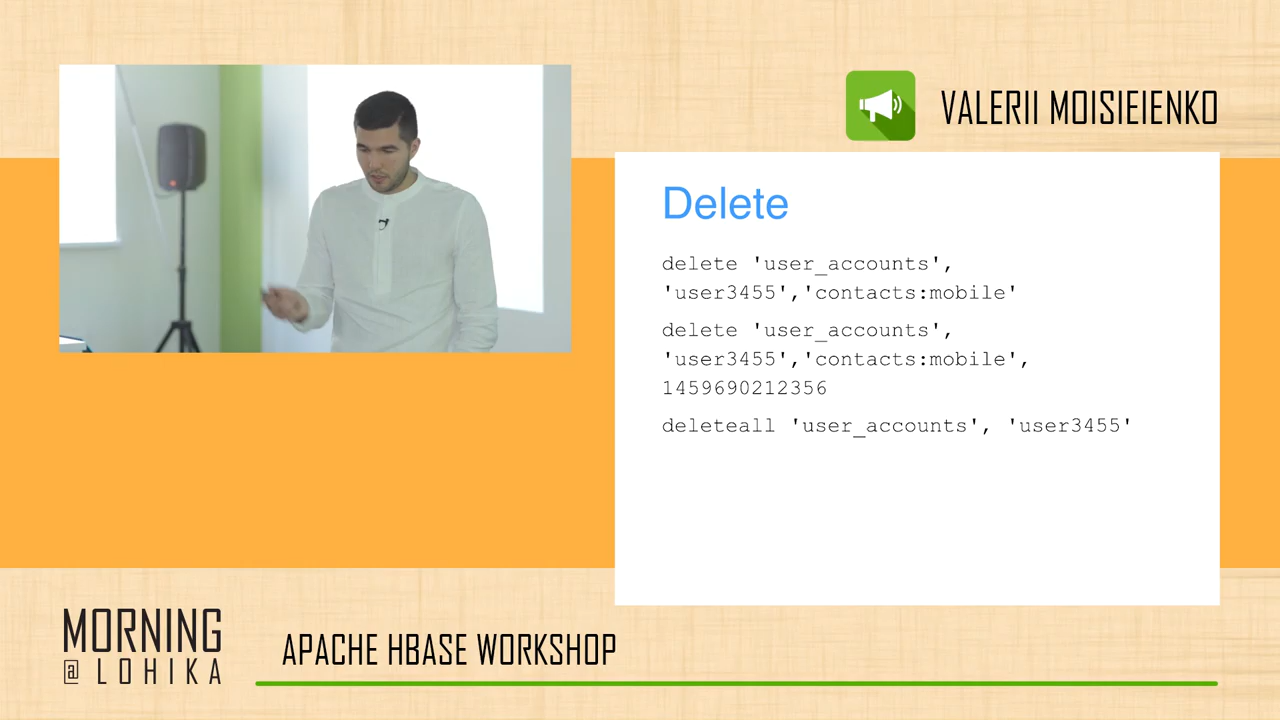 VALERII MOISIEIENKO
Delete
delete 'user_accounts',
'user3455','contacts:mobile'
delete 'user_accounts',
'user3455','contacts:mobile',
1459690212356
deleteall 'user_accounts', 'user3455'
MORNING
@ LOHIKA
APACHE HBASE WORKSHOP